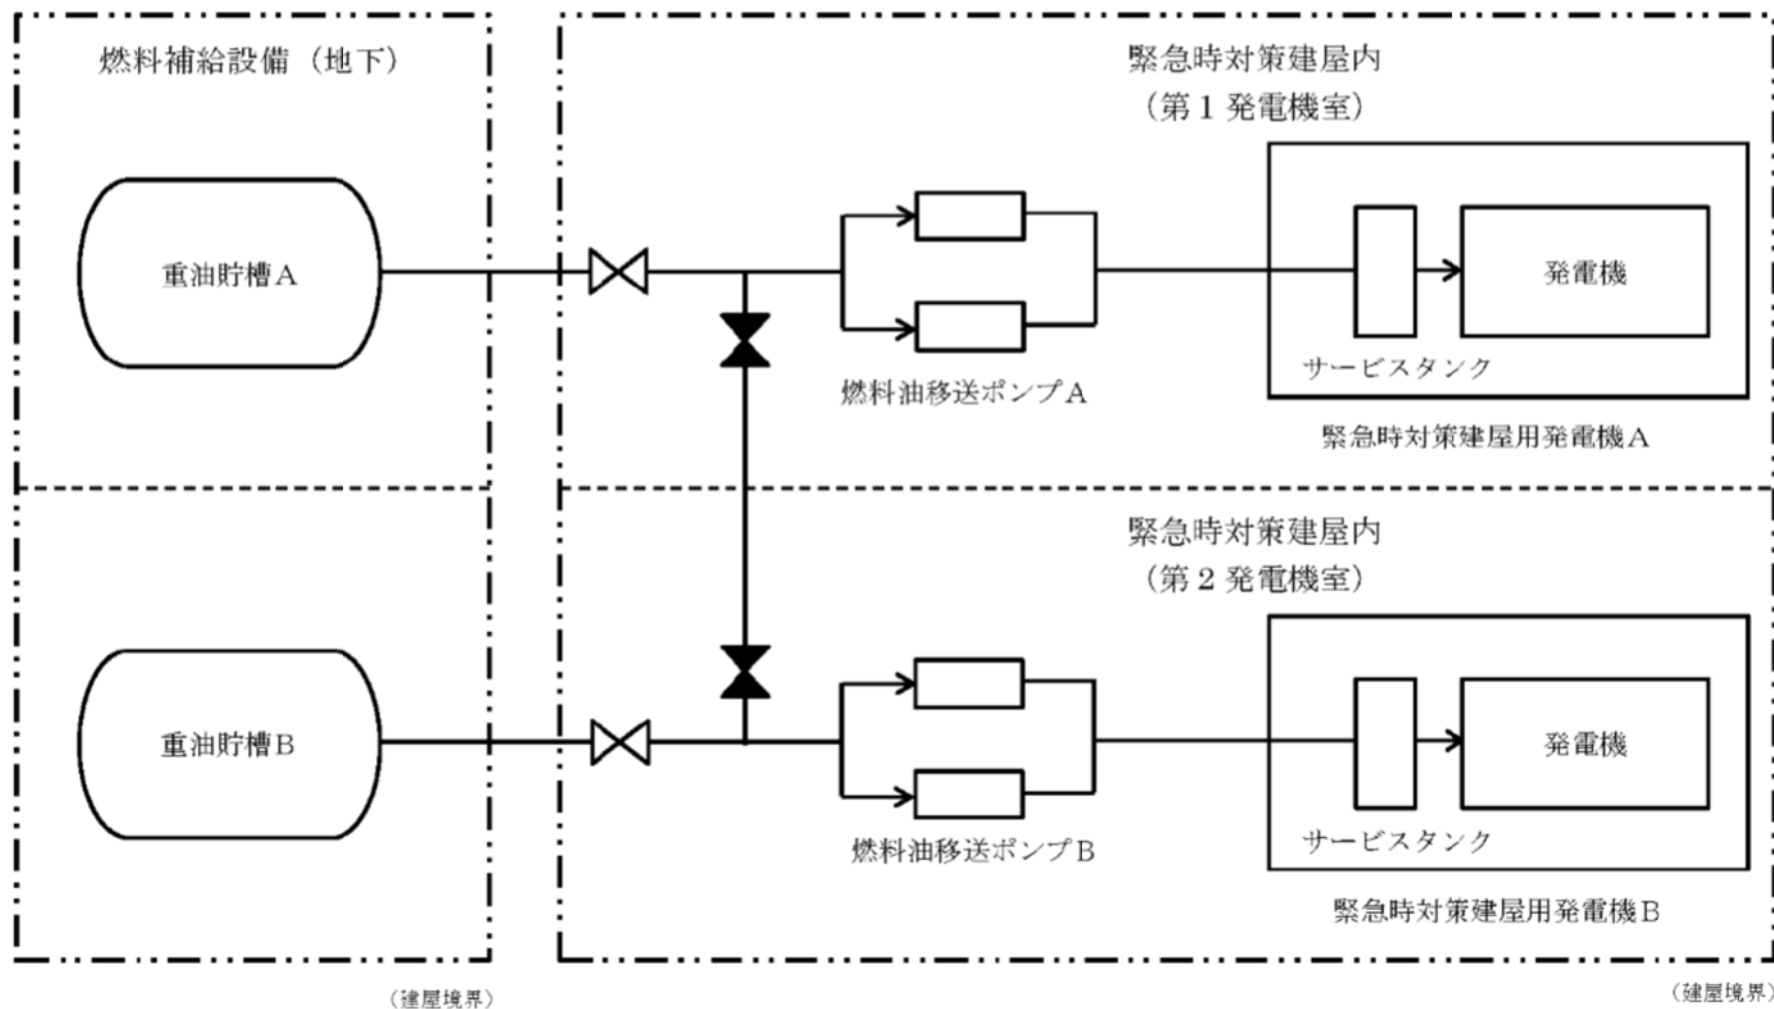 燃料補給設備（地下）
緊急時対策建屋内
（第１発電機室）
重油貯槽Ａ
発電機
サービスタンク
燃料油移送ポンプＡ
緊急時対策建屋用発電機Ａ
緊急時対策建屋内
（第２発電機室）
重油貯槽Ｂ
発電機
サービスタンク
燃料油移送ポンプＢ
緊急時対策建屋用発電機Ｂ
（建屋境界）
（建屋境界）